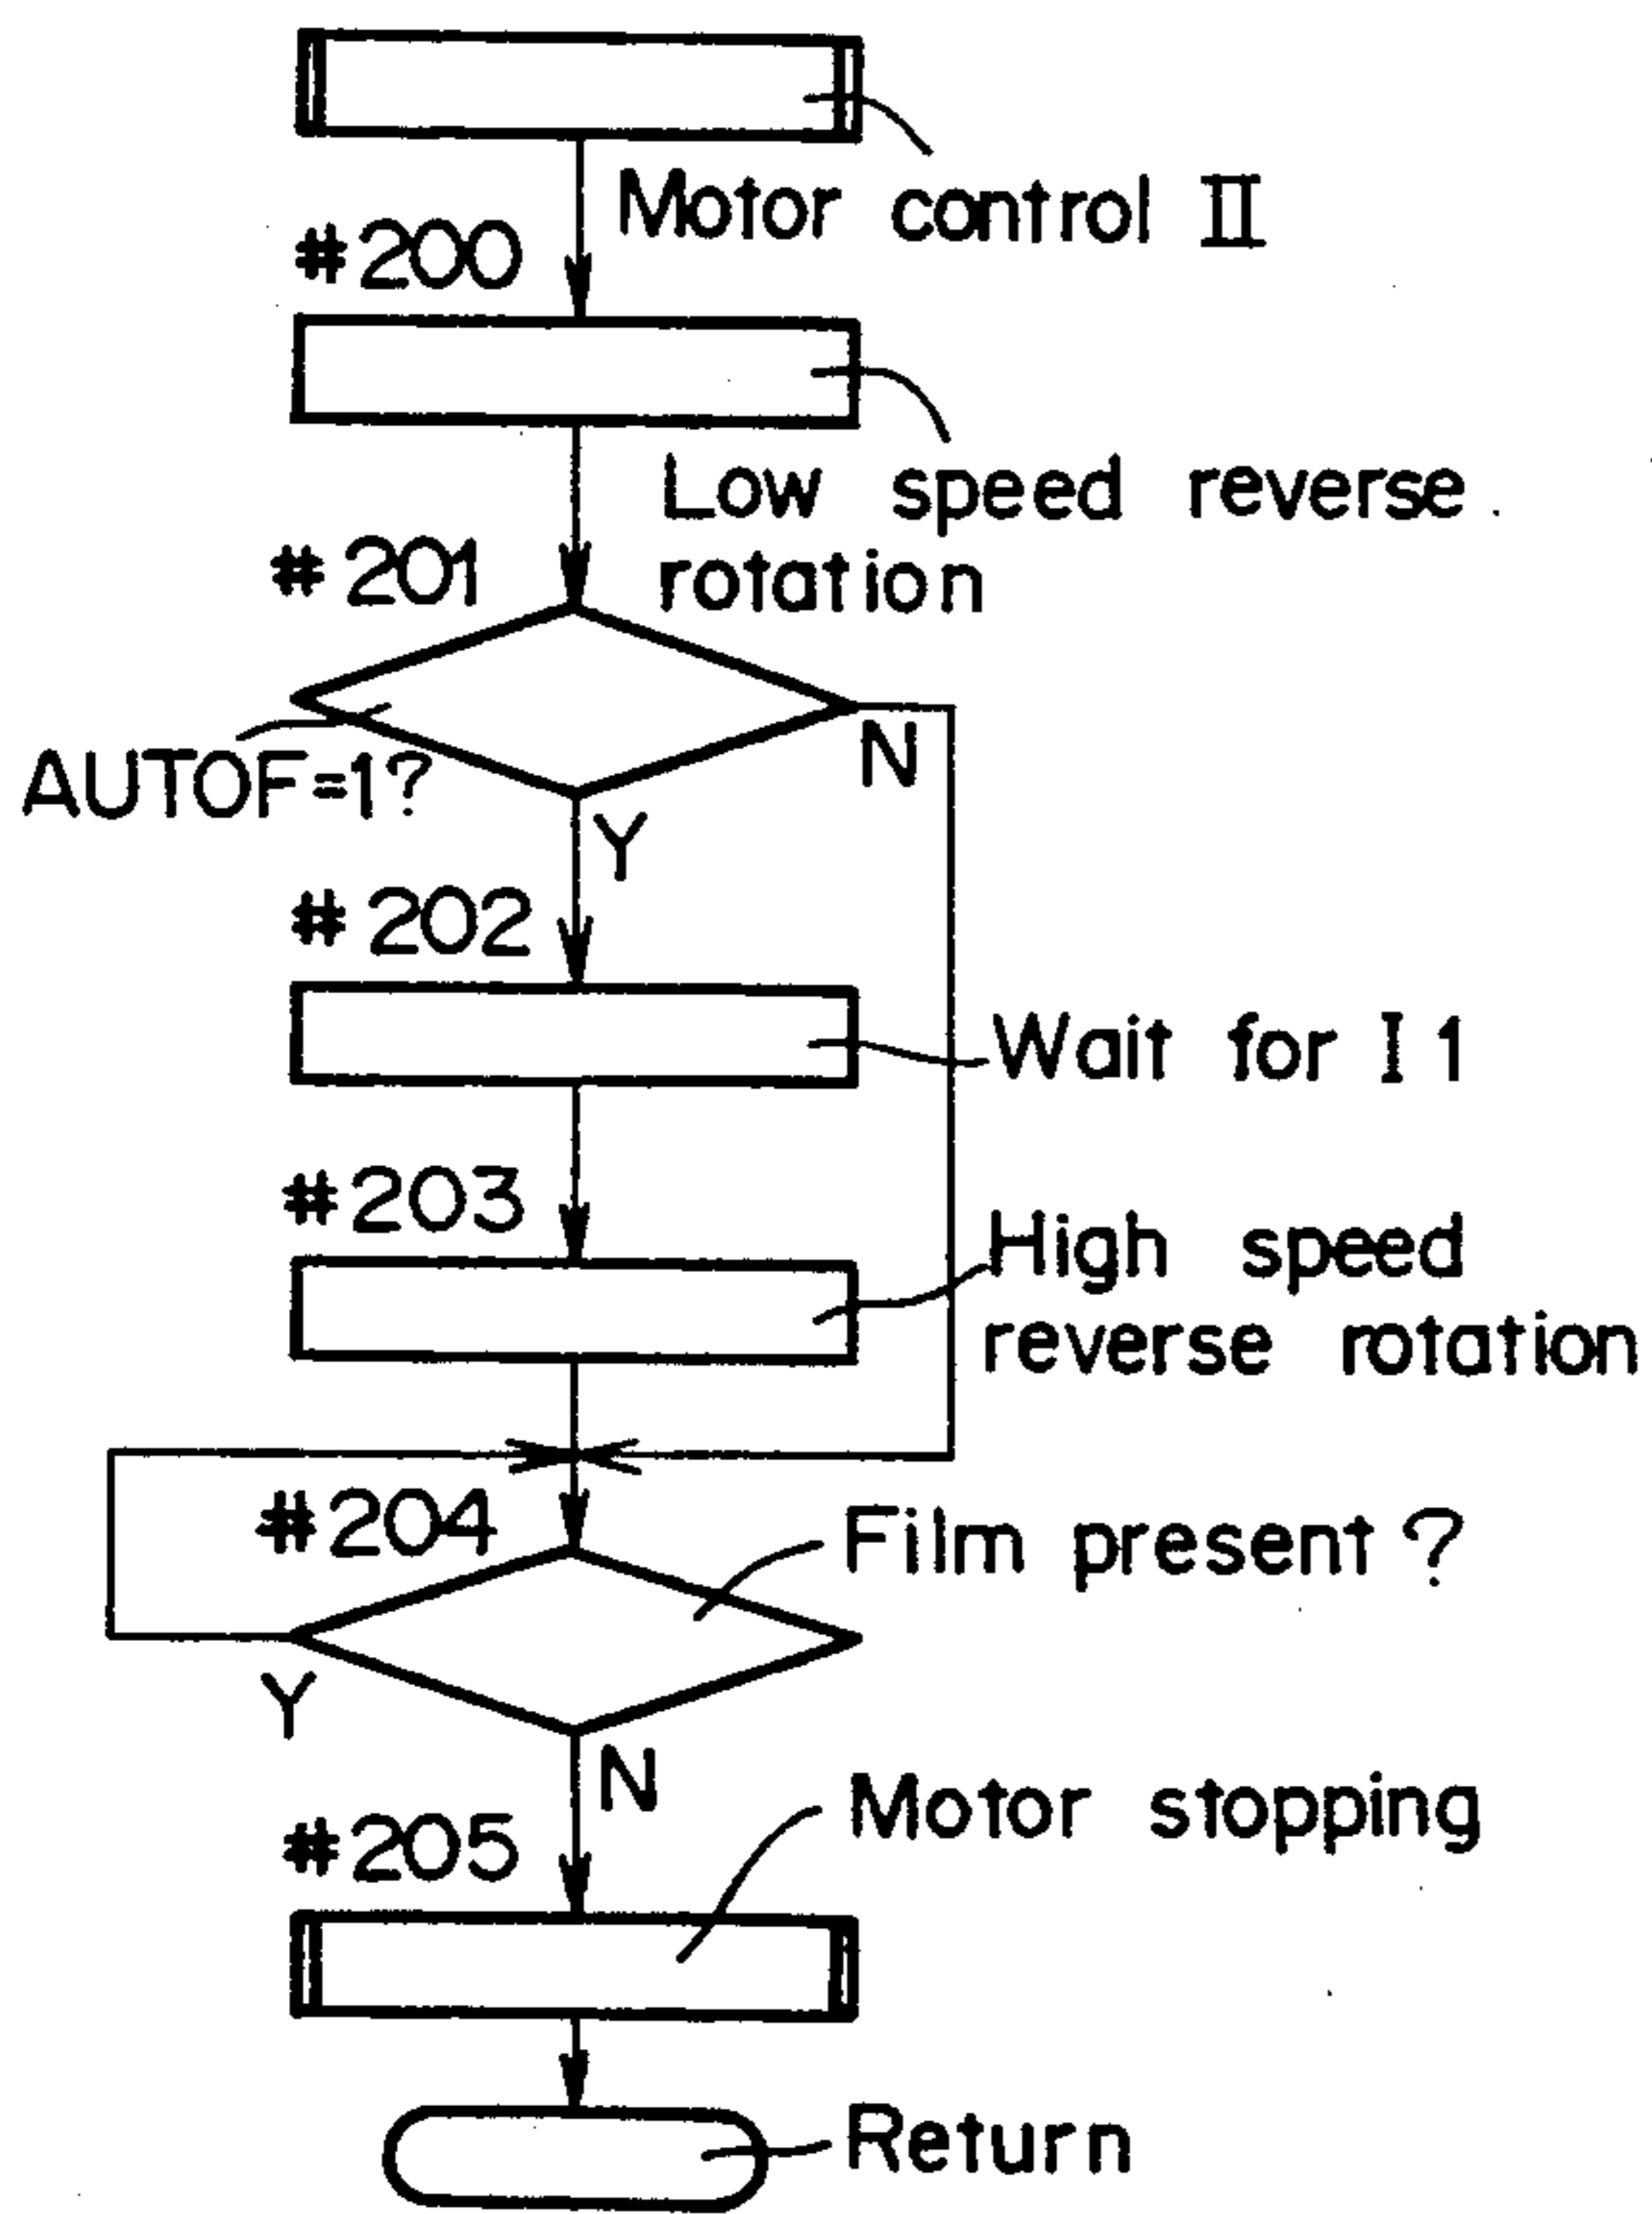 Motor control II
#200
Low speed reverse
rotation
#201
AUTOF=1?
N
Y
#202
Wait for I1
#203
High speed
reverse rotation
#204
Film present?
Y
N
Motor stopping
#205
Return